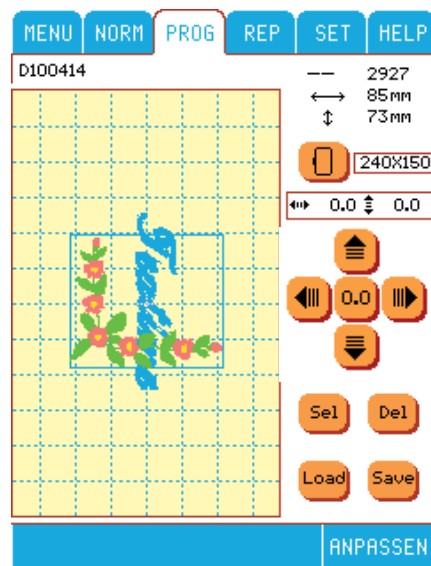 MENU NORM PROG REP SET HELP
D100414
2927
85MM
73MM
240X150
0.0 0.0
0.0
Sel Del
Load Save
ANPASSEN